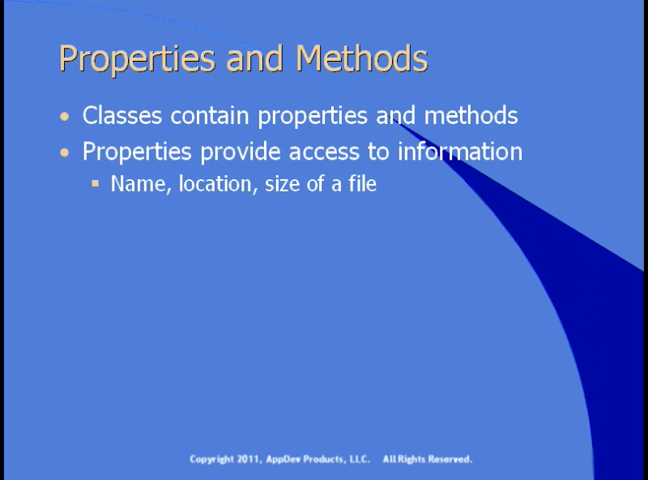 Properties and Methods
• Classes contain properties and methods
• Properties provide access to information
▪ Name, location, size of a file
Copyright 2011, AppDev Products, LLC. All Rights Reserved.